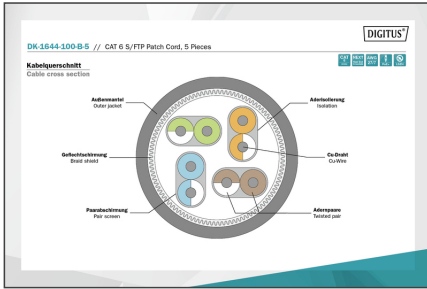 DIGITUS®
DK-1644-100-B-5 // CAT 6 S/FTP Patch Cord, 5 Pieces
Kabelquerschnitt
Cable cross section
Außenmantel
Outer jacket
Aderisolierung
Isolation
Geflechtschirmung
Braid shield
Cu-Draht
Cu-Wire
Paarabschirmung
Pair screen
Aderpaare
Twisted pair